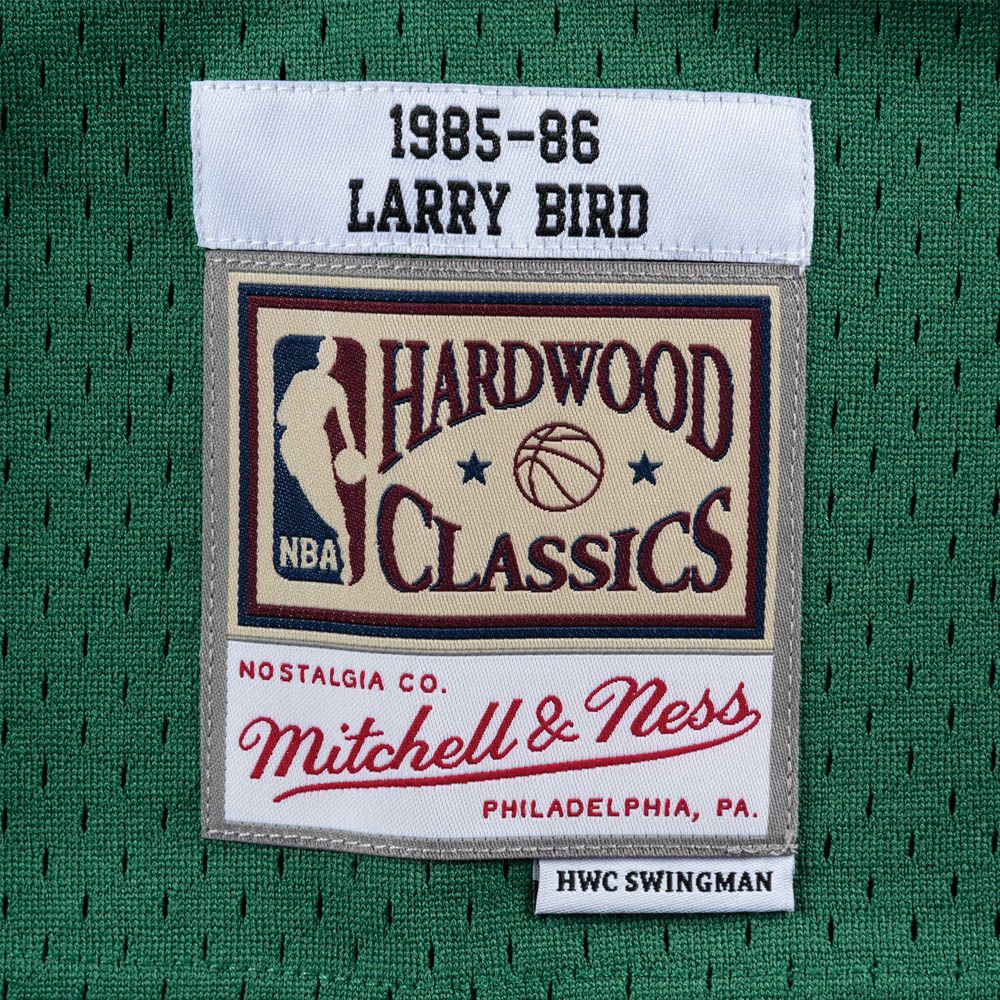 1985-86
LARRY BIRD
HARDWOOD
CLASSICS
NBA
NOSTALGIA CO.
Mitchell & Ness
PHILADELPHIA, PA.
HWC SWINGMAN